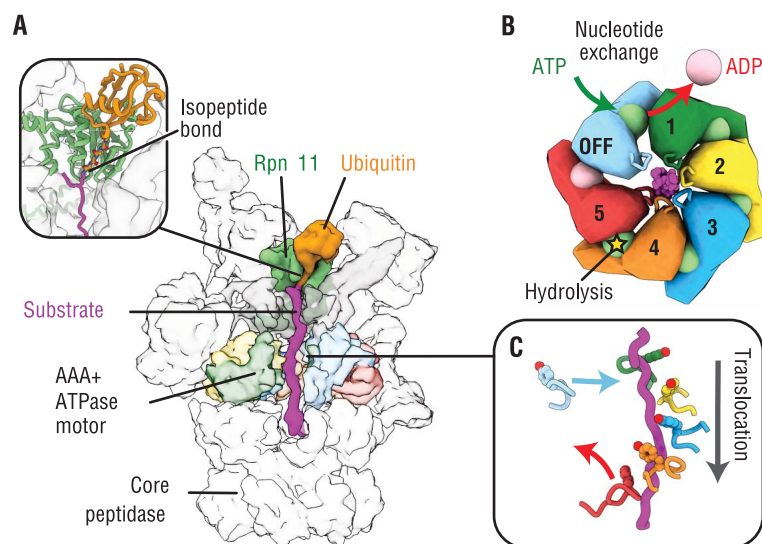 A
Isopeptide
bond
Rpn 11
Ubiquitin
Substrate
AAA+
ATPase
motor
Core
peptidase
B
Nucleotide
exchange
ATP
ADP
OFF
1
2
3
4
5
Hydrolysis
C
Translocation